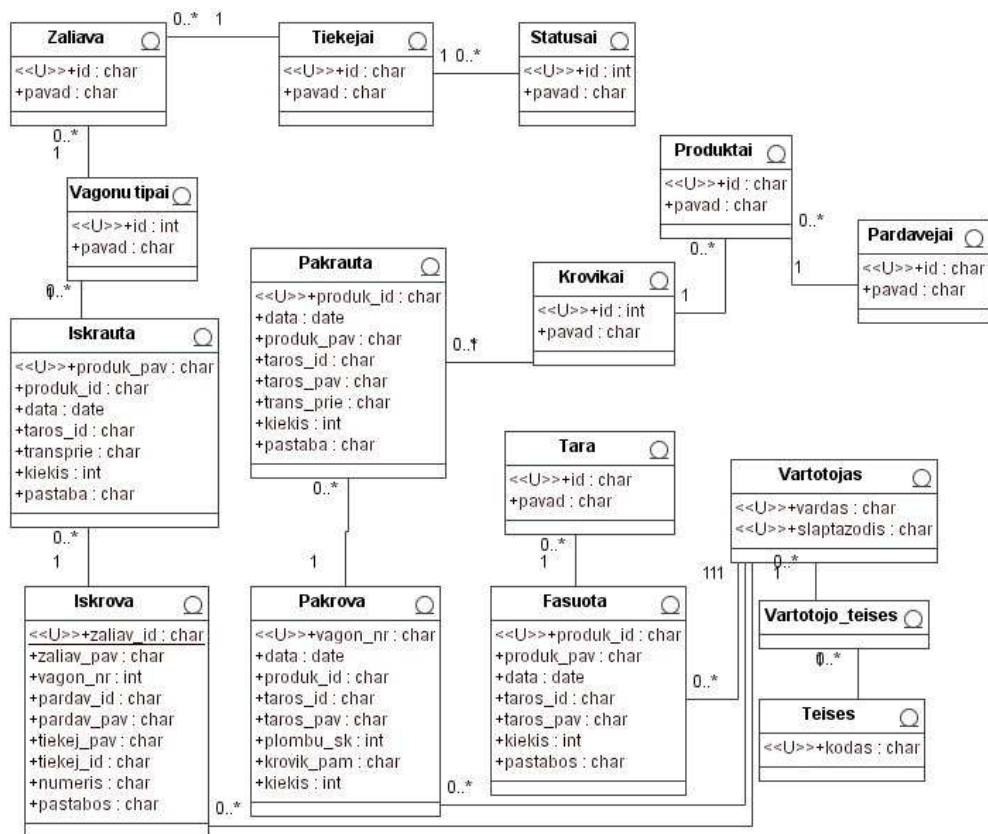 0..* 1
Zaliava
<<U>>+id : char
+pavad : char
Tiekejai
<<U>>+id : char
+pavad : char
1 0..*
Statusai
<<U>>+id : int
+pavad : char
0..*
1
Vagonu tipai
<<U>>+id : int
+pavad : char
0..*
Produktai
<<U>>+id : char
+pavad : char
0..*
1
0..*
1
Pardavejai
<<U>>+id : char
+pavad : char
Krovikai
<<U>>+id : int
+pavad : char
Pakrauta
<<U>>+produk_id : char
+data : date
+produk_pav : char
+taros_id : char
+taros_pav : char
+trans_prie : char
+kiekis : int
+pastaba : char
0..*
0..*
1
Iskrauta
<<U>>+produk_pav : char
+produk_id : char
+data : date
+taros_id : char
+transprie : char
+kiekis : int
+pastaba : char
0..*
1
Tara
<<U>>+id : char
+pavad : char
0..*
1
Vartotojas
<<U>>+vardas : char
<<U>>+slaptazodis : char
111
1 0..*
Iskrova
<<U>>+zaliav_id : char
+zaliav_pav : char
+vagon_nr : int
+pardav_id : char
+pardav_pav : char
+tiekej_pav : char
+tiekej_id : char
+numeris : char
+pastabos : char
0..*
Pakrova
<<U>>+vagon_nr : char
+data : date
+produk_id : char
+taros_id : char
+taros_pav : char
+plombu_sk : int
+krovik_pam : char
+kiekis : int
0..*
Fasuota
<<U>>+produk_id : char
+produk_pav : char
+data : date
+taros_id : char
+taros_pav : char
+kiekis : int
+pastabos : char
0..*
Vartotojo_teises
0..*
Teises
<<U>>+kodas : char